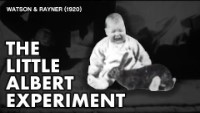 WATSON & RAYNER (1920)
THE
LITTLE
ALBERT
EXPERIMENT